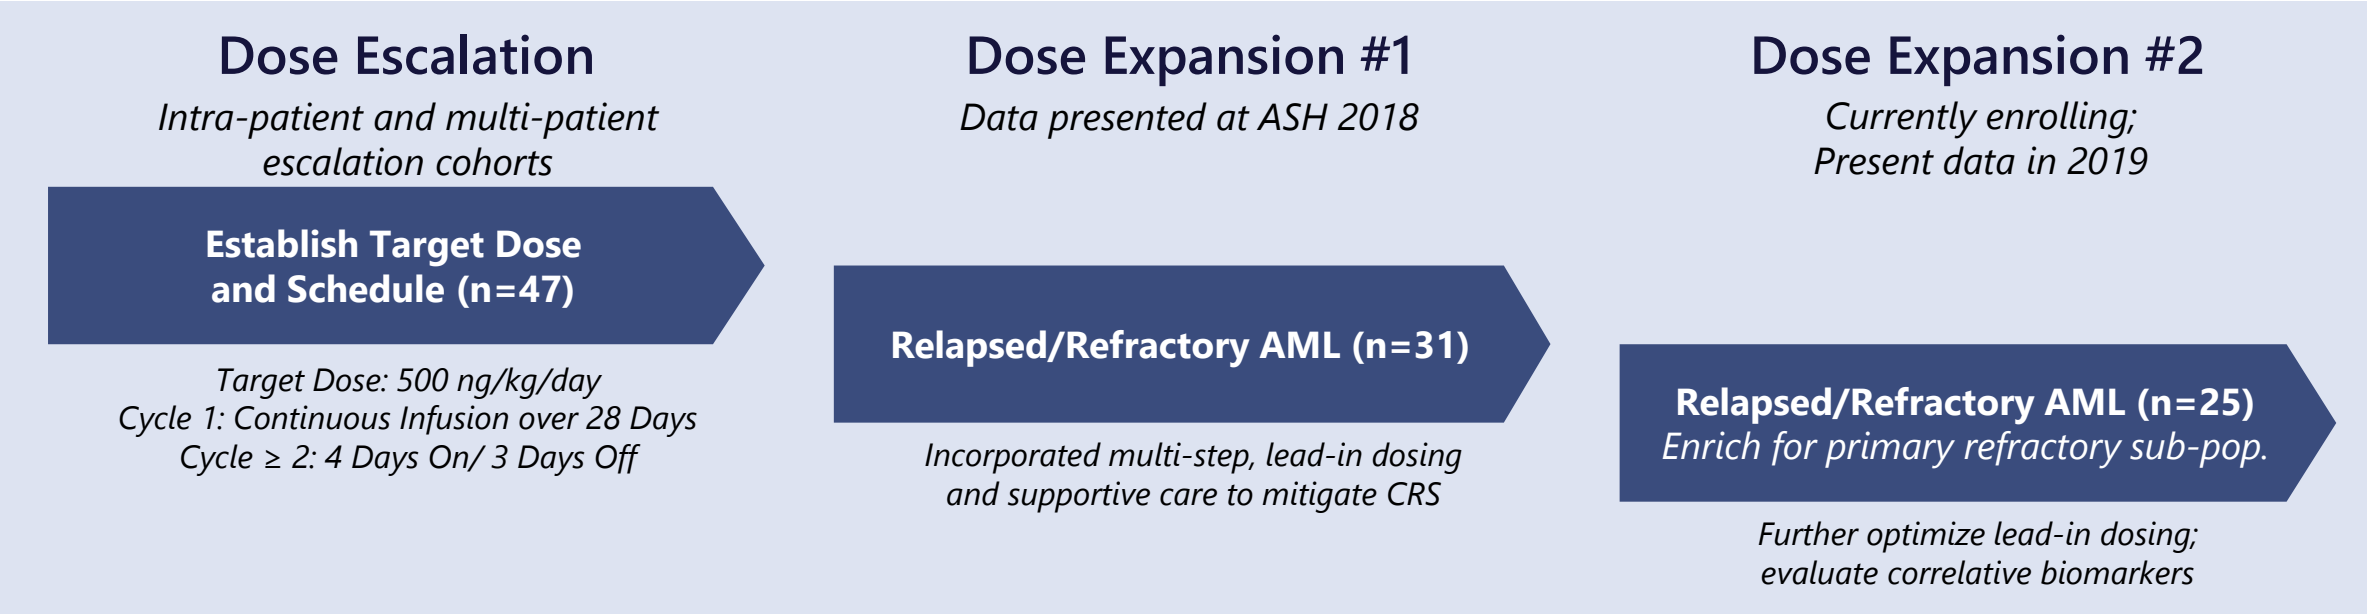 Dose Escalation
Intra-patient and multi-patient
escalation cohorts
Establish Target Dose
and Schedule (n=47)
Target Dose: 500 ng/kg/day
Cycle 1: Continuous Infusion over 28 Days
Cycle ≥ 2: 4 Days On/ 3 Days Off
Dose Expansion #1
Data presented at ASH 2018
Relapsed/Refractory AML (n=31)
Incorporated multi-step, lead-in dosing
and supportive care to mitigate CRS
Dose Expansion #2
Currently enrolling;
Present data in 2019
Relapsed/Refractory AML (n=25)
Enrich for primary refractory sub-pop.
Further optimize lead-in dosing;
evaluate correlative biomarkers